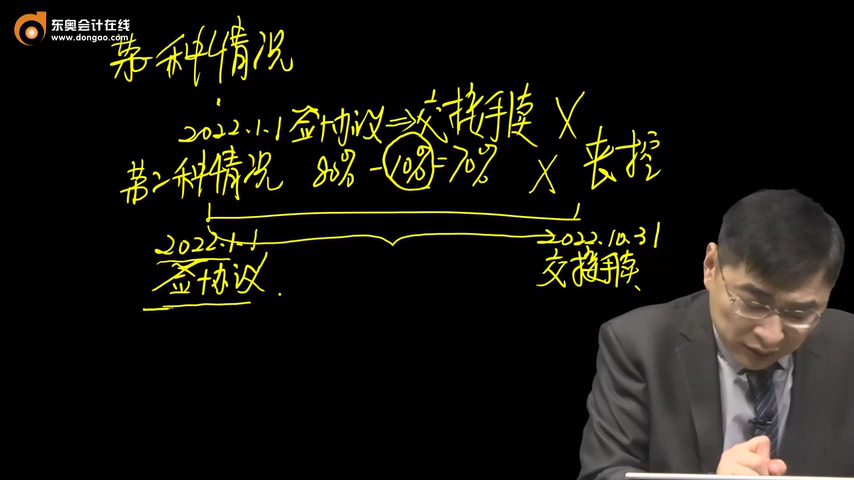 东奥会计在线
www.dongao.com
第一种情况
2022.1.1 签协议⇒交接手续 X
第二种情况 80%-10%=70% X 长控
2022.1.1 2022.10.31
签协议. 交接手续